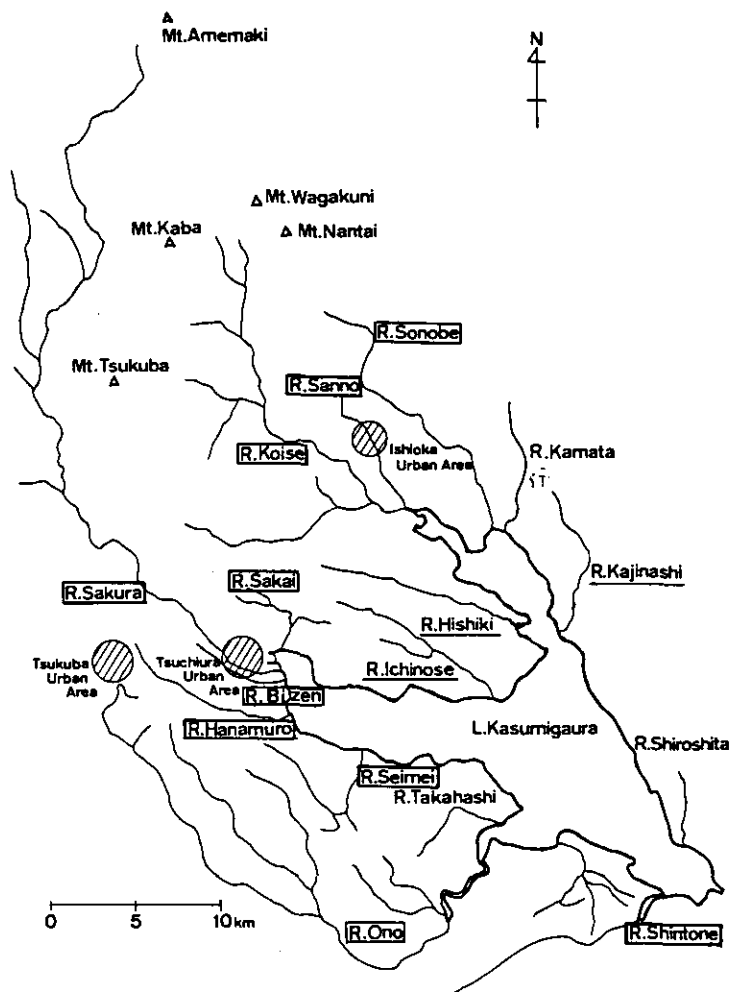 Mt.Amemaki
N
Mt.Wagakuni
Mt.Kaba
Mt.Nantai
R.Sonobe
Mt.Tsukuba
R.Sanno
Ishioka
Urban Area
R.Koise
R.Kamata
R.Kajinashi
R.Sakai
R.Sakura
R.Hishiki
Tsukuba
Urban
Area
Tsuchiura
Urban
Area
R.Ichinose
R.Bizen
R.Hanamuro
L.Kasumigaura
R.Shiroshita
R.Seimei
R.Takahashi
0 5 10km
R.Ono
R.Shintone